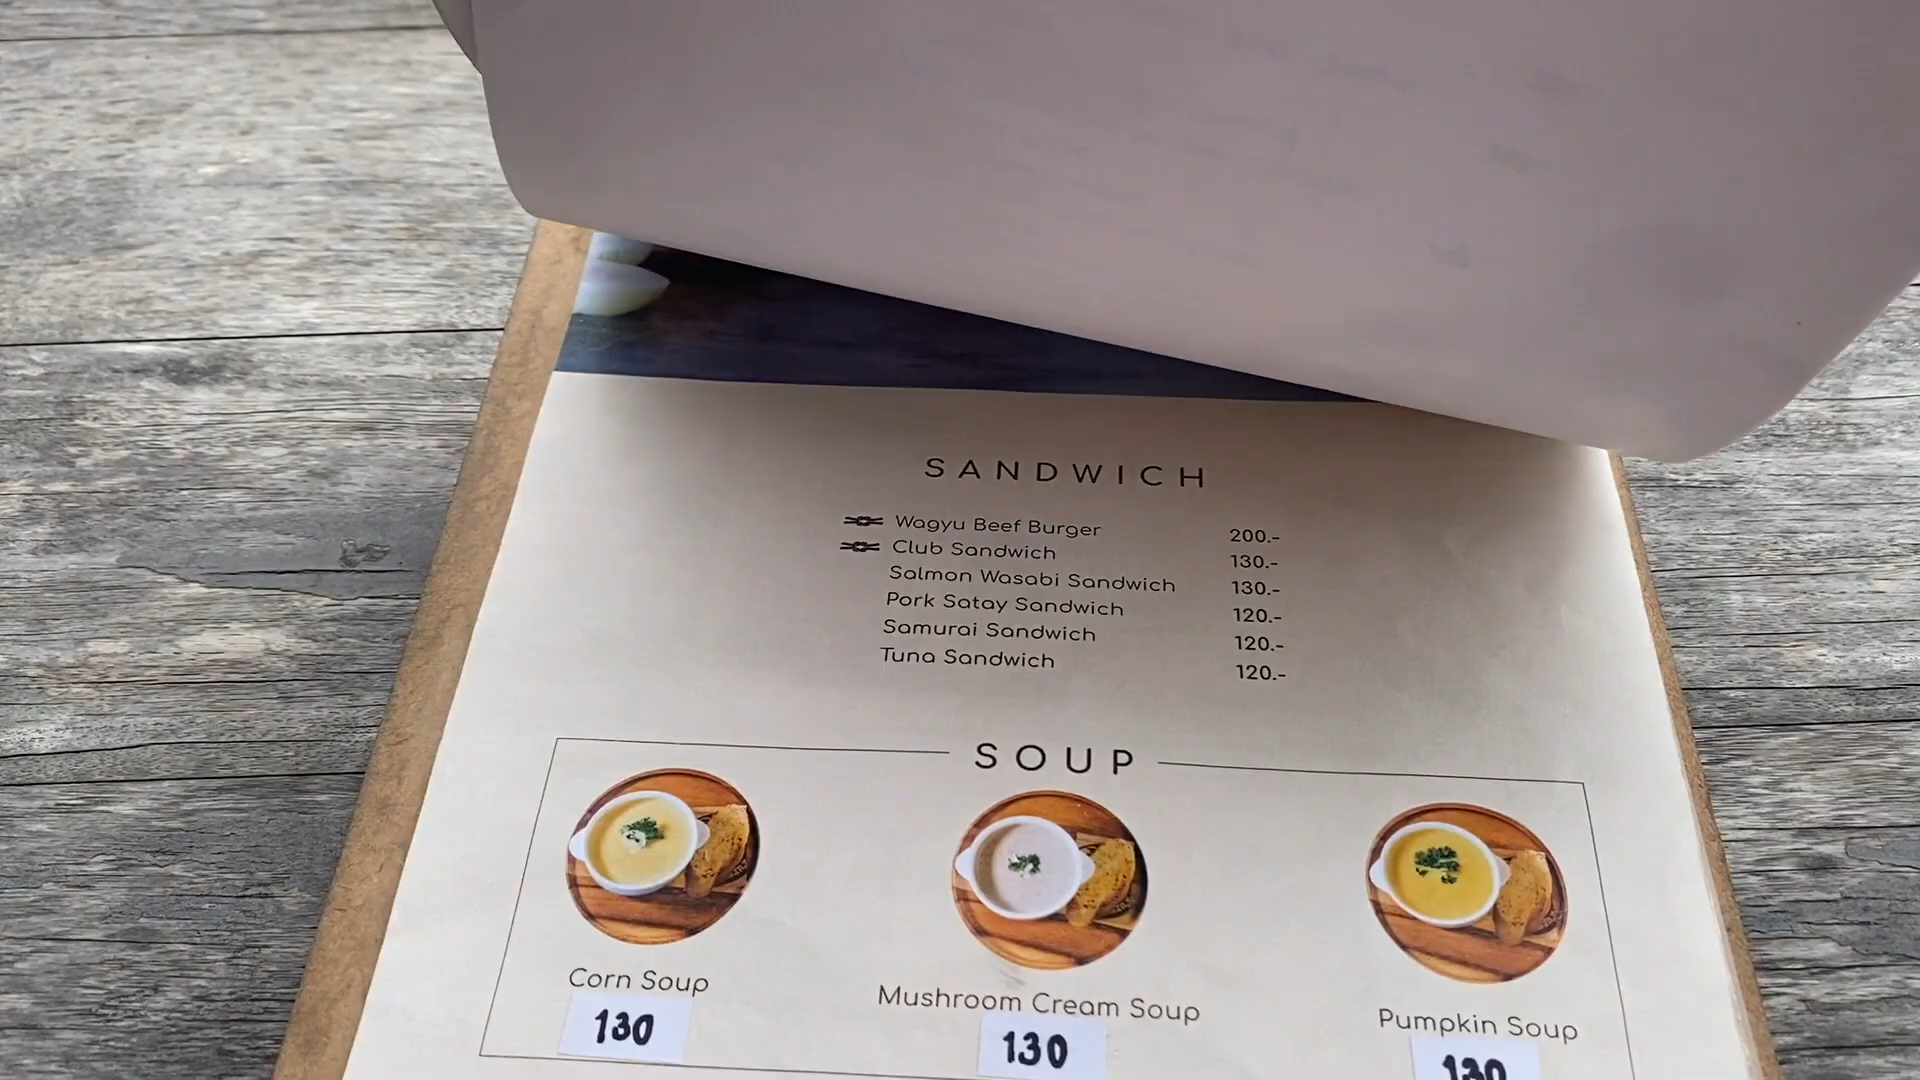 SANDWICH
Wagyu Beef Burger 200.-
Club Sandwich 130.-
Salmon Wasabi Sandwich 130.-
Pork Satay Sandwich 120.-
Samurai Sandwich 120.-
Tuna Sandwich 120.-
SOUP
Corn Soup
130
Mushroom Cream Soup
130
Pumpkin Soup
130